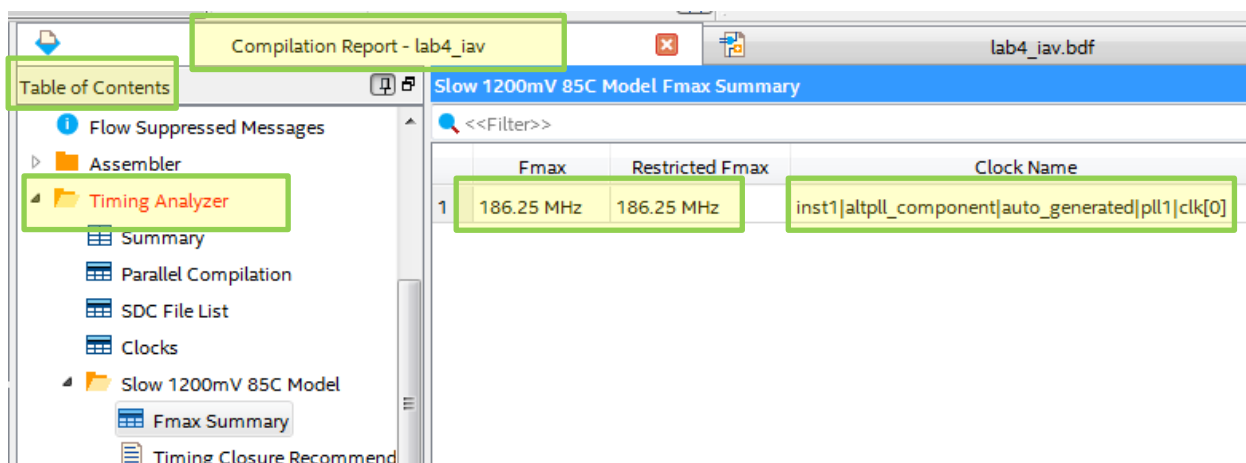 Compilation Report - lab4_iav
lab4_iav.bdf
Table of Contents
Flow Suppressed Messages
Assembler
Timing Analyzer
Summary
Parallel Compilation
SDC File List
Clocks
Slow 1200mV 85C Model
Fmax Summary
Timing Closure Recommend
Slow 1200mV 85C Model Fmax Summary
<<Filter>>
Fmax Restricted Fmax Clock Name
1 186.25 MHz 186.25 MHz inst1|altpll_component|auto_generated|pll1|clk[0]